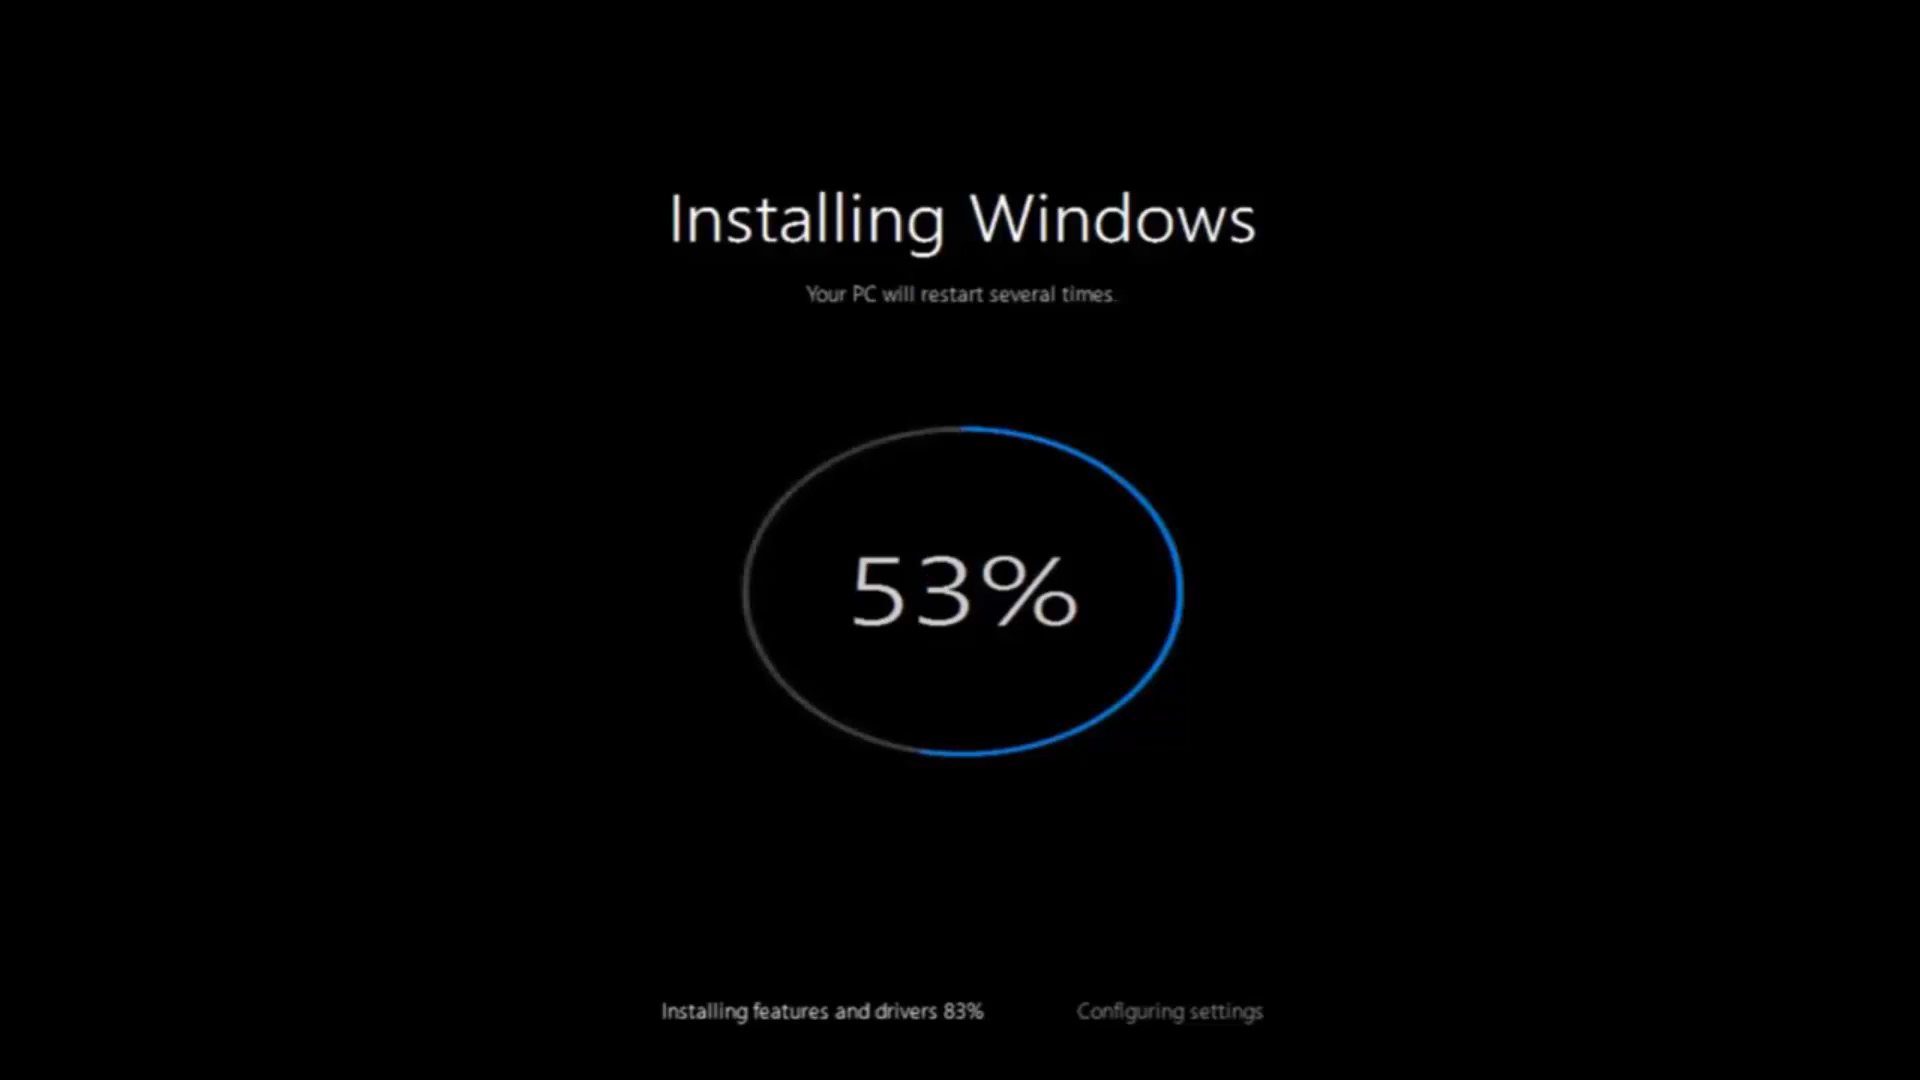 Installing Windows
Your PC will restart several times.
53%
Installing features and drivers 83%
Configuring settings